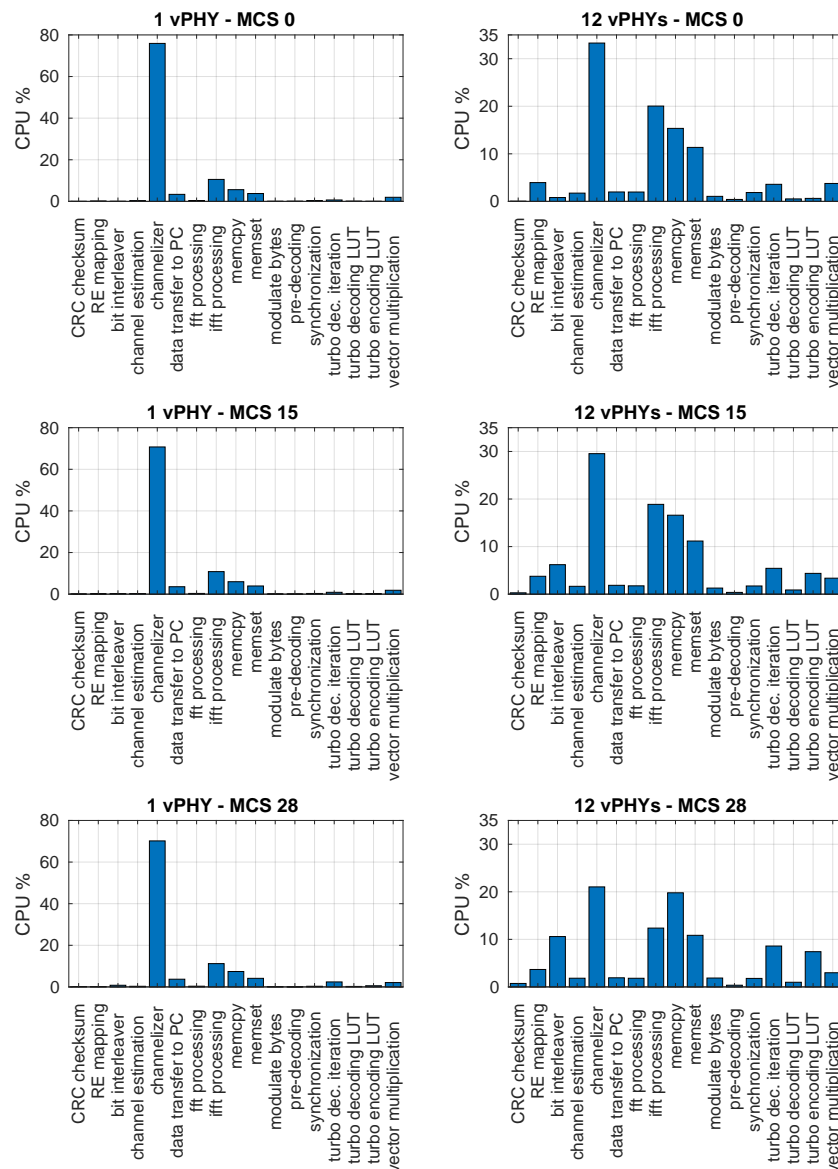 1 vPHY - MCS 0
80
60
40
20
0
CPU %
CRC checksum
RE mapping
bit interleaver
channel estimation
channelizer
data transfer to PC
fft processing
ifft processing
memcpy
memset
modulate bytes
pre-decoding
synchronization
turbo dec. iteration
turbo decoding LUT
turbo encoding LUT
vector multiplication
12 vPHYs - MCS 0
35
30
20
10
0
CPU %
CRC checksum
RE mapping
bit interleaver
channel estimation
channelizer
data transfer to PC
fft processing
ifft processing
memcpy
memset
modulate bytes
pre-decoding
synchronization
turbo dec. iteration
turbo decoding LUT
turbo encoding LUT
vector multiplication
1 vPHY - MCS 15
80
60
40
20
0
CPU %
CRC checksum
RE mapping
bit interleaver
channel estimation
channelizer
data transfer to PC
fft processing
ifft processing
memcpy
memset
modulate bytes
pre-decoding
synchronization
turbo dec. iteration
turbo decoding LUT
turbo encoding LUT
vector multiplication
12 vPHYs - MCS 15
35
30
20
10
0
CPU %
CRC checksum
RE mapping
bit interleaver
channel estimation
channelizer
data transfer to PC
fft processing
ifft processing
memcpy
memset
modulate bytes
pre-decoding
synchronization
turbo dec. iteration
turbo decoding LUT
turbo encoding LUT
vector multiplication
1 vPHY - MCS 28
80
60
40
20
0
CPU %
CRC checksum
RE mapping
bit interleaver
channel estimation
channelizer
data transfer to PC
fft processing
ifft processing
memcpy
memset
modulate bytes
pre-decoding
synchronization
turbo dec. iteration
turbo decoding LUT
turbo encoding LUT
vector multiplication
12 vPHYs - MCS 28
35
30
20
10
0
CPU %
CRC checksum
RE mapping
bit interleaver
channel estimation
channelizer
data transfer to PC
fft processing
ifft processing
memcpy
memset
modulate bytes
pre-decoding
synchronization
turbo dec. iteration
turbo decoding LUT
turbo encoding LUT
vector multiplication